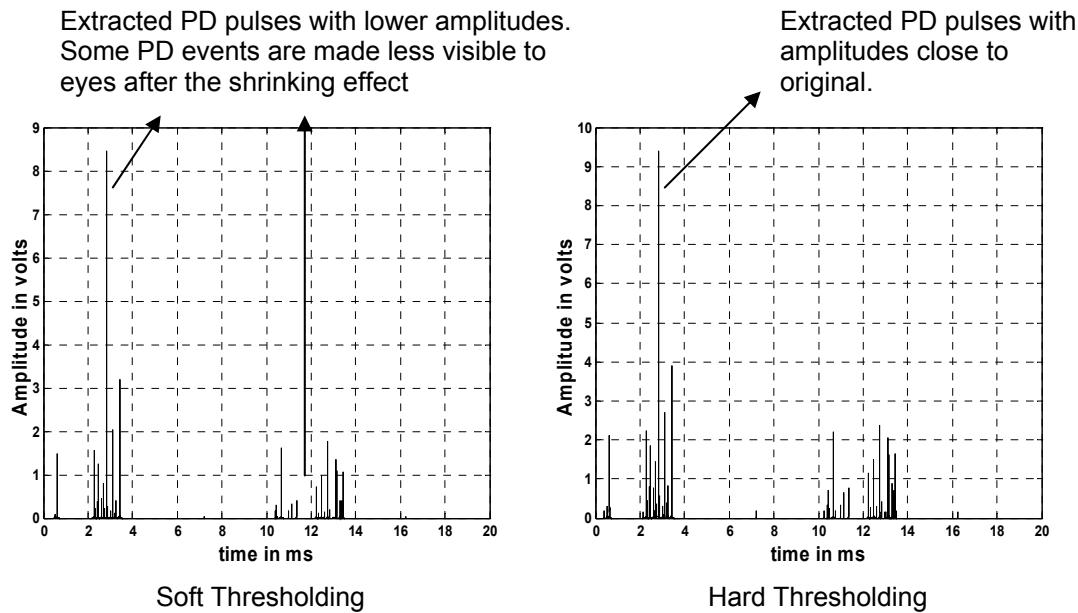 Extracted PD pulses with lower amplitudes.
Some PD events are made less visible to
eyes after the shrinking effect
Extracted PD pulses with
amplitudes close to
original.
9
8
7
6
5
4
3
2
1
0
Amplitude in volts
0 2 4 6 8 10 12 14 16 18 20
time in ms
Soft Thresholding
10
9
8
7
6
5
4
3
2
1
0
Amplitude in volts
0 2 4 6 8 10 12 14 16 18 20
time in ms
Hard Thresholding